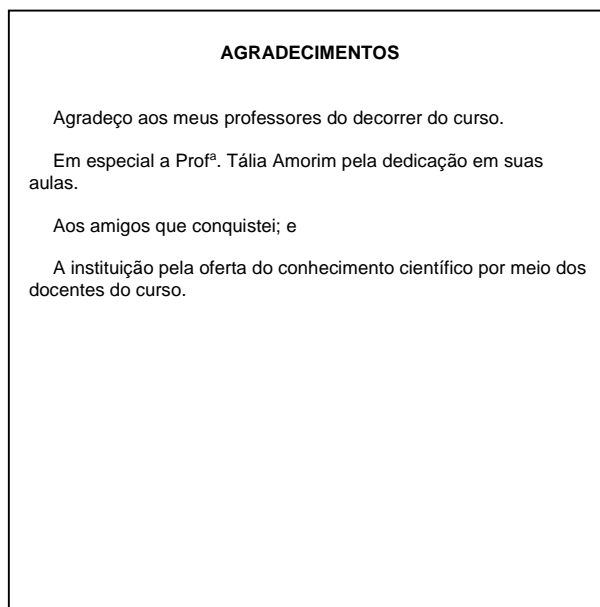 AGRADECIMENTOS
Agradeço aos meus professores do decorrer do curso.
Em especial a Profª. Tália Amorim pela dedicação em suas
aulas.
Aos amigos que conquistei; e
A instituição pela oferta do conhecimento científico por meio dos
docentes do curso.